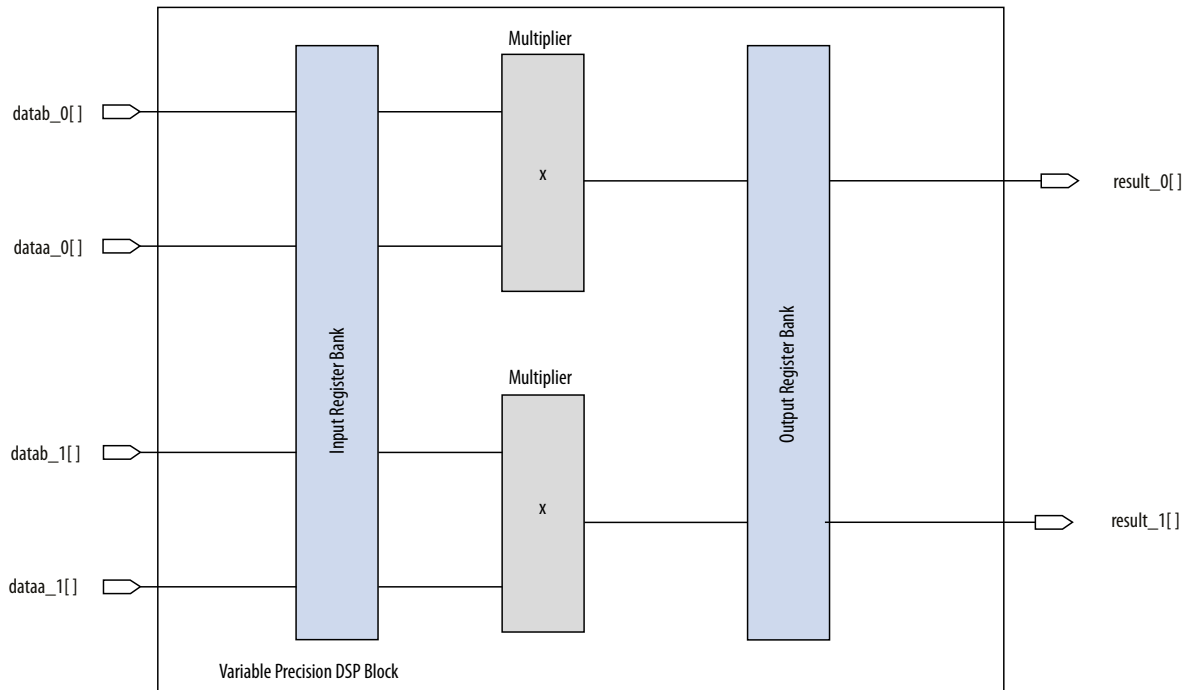 Multiplier
datab_0[ ]
x
result_0[ ]
dataa_0[ ]
Input Register Bank
Output Register Bank
Multiplier
datab_1[ ]
x
result_1[ ]
dataa_1[ ]
Variable Precision DSP Block